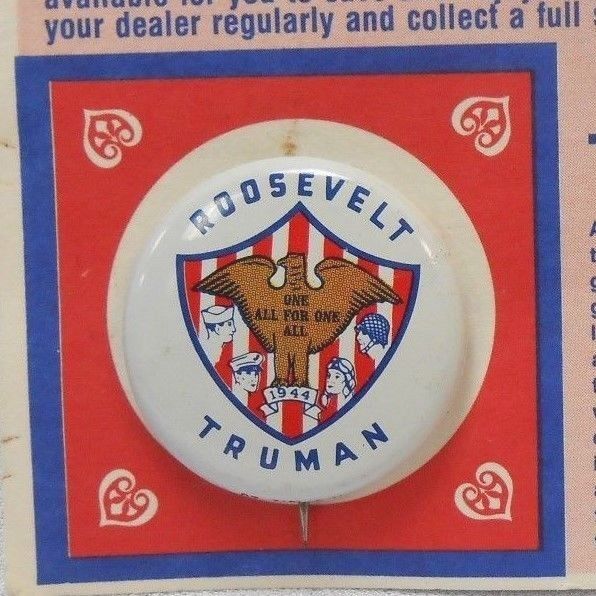 your dealer regularly and collect a full
ROOSEVELT
ONE
ALL FOR ONE
ALL
1944
TRUMAN